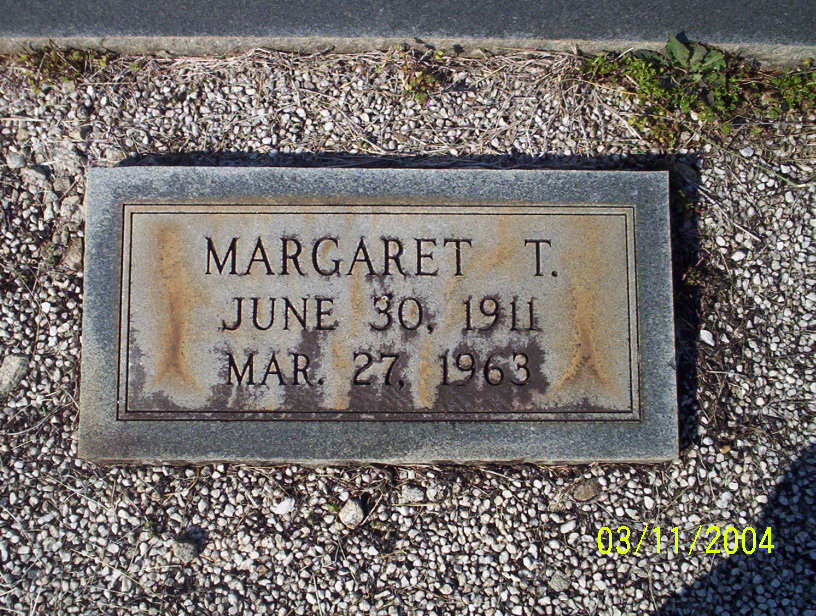 MARGARET T.
JUNE 30, 1911
MAR. 27, 1963
03/11/2004